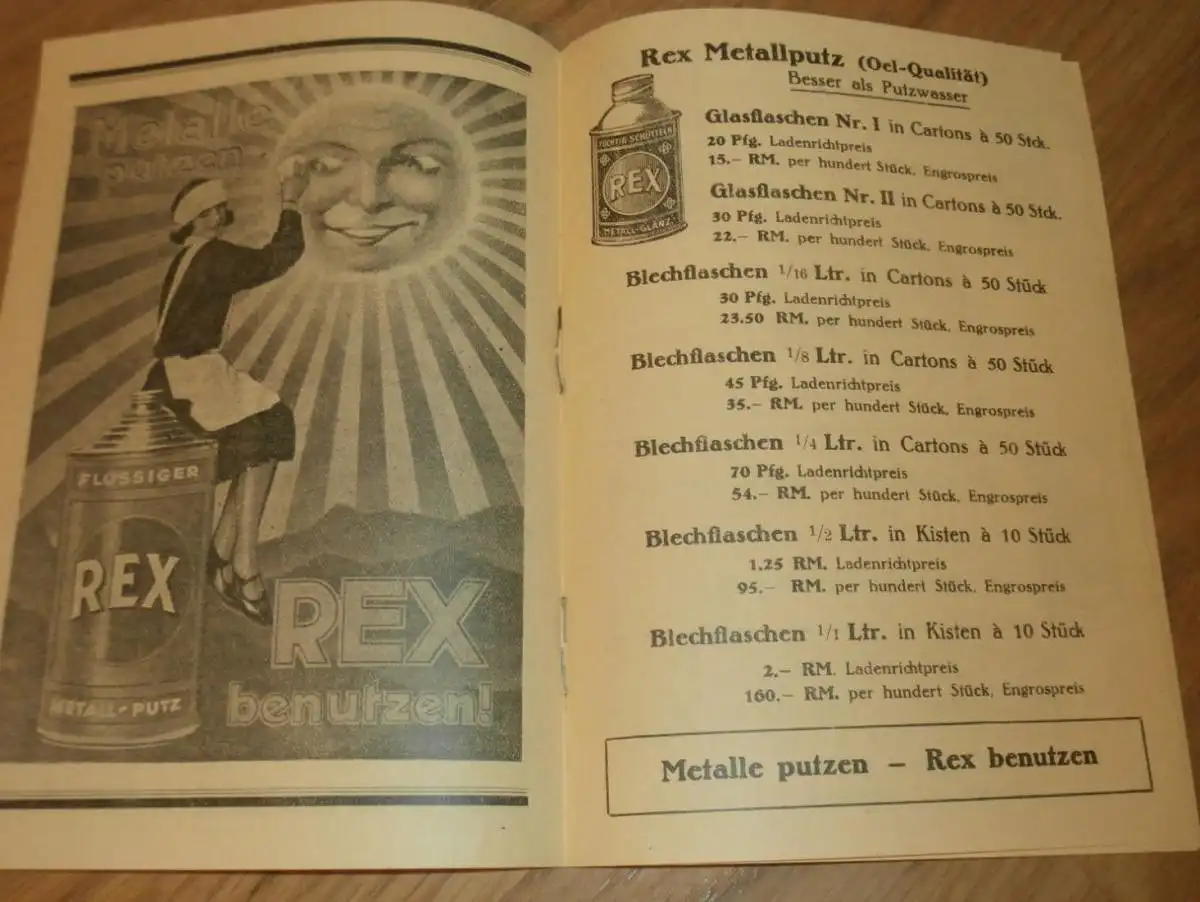 Metalle
putzen
FLÜSSIGER
REX
METALL-PUTZ
REX
benutzen!
Rex Metallputz (Oel-Qualität)
Besser als Putzwasser
TÜCHTIG SCHÜTTELN
REX
METALL-GLANZ
Glasflaschen Nr. I in Cartons à 50 Stck.
20 Pfg. Ladenrichtpreis
15.– RM. per hundert Stück, Engrospreis
Glasflaschen Nr. II in Cartons à 50 Stck.
30 Pfg. Ladenrichtpreis
22.– RM. per hundert Stück, Engrospreis
Blechflaschen 1/16 Ltr. in Cartons à 50 Stück
30 Pfg. Ladenrichtpreis
23.50 RM. per hundert Stück, Engrospreis
Blechflaschen 1/8 Ltr. in Cartons à 50 Stück
45 Pfg. Ladenrichtpreis
35.– RM. per hundert Stück, Engrospreis
Blechflaschen 1/4 Ltr. in Cartons à 50 Stück
70 Pfg. Ladenrichtpreis
54.– RM. per hundert Stück, Engrospreis
Blechflaschen 1/2 Ltr. in Kisten à 10 Stück
1.25 RM. Ladenrichtpreis
95.– RM. per hundert Stück, Engrospreis
Blechflaschen 1/1 Ltr. in Kisten à 10 Stück
2.– RM. Ladenrichtpreis
160.– RM. per hundert Stück, Engrospreis
Metalle putzen – Rex benutzen